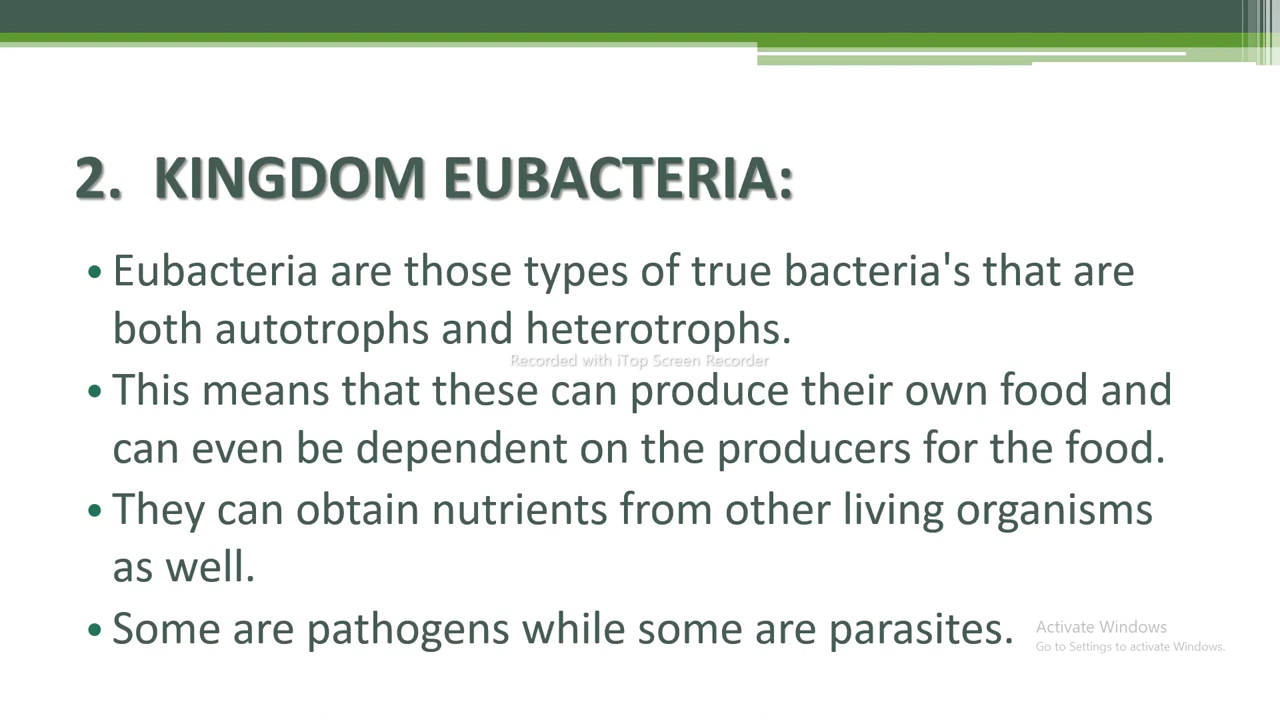 2. KINGDOM EUBACTERIA:
• Eubacteria are those types of true bacteria's that are
both autotrophs and heterotrophs.
Recorded with iTop Screen Recorder
• This means that these can produce their own food and
can even be dependent on the producers for the food.
• They can obtain nutrients from other living organisms
as well.
• Some are pathogens while some are parasites.
Activate Windows
Go to Settings to activate Windows.